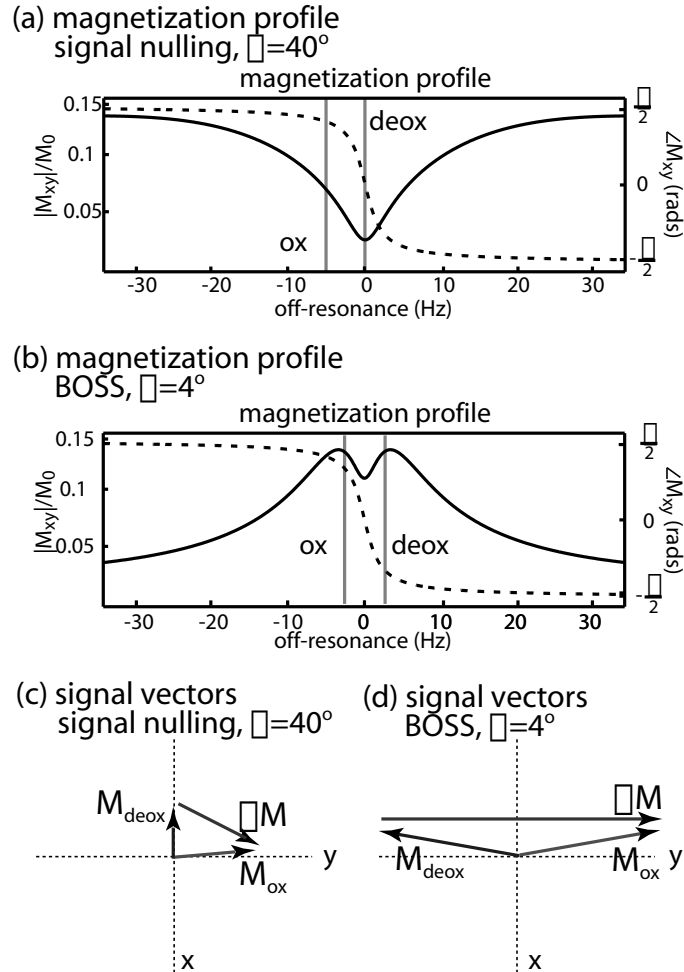 (a) magnetization profile
signal nulling, □=40°
magnetization profile
0.15
0.1
0.05
|Mxy|/M0
deox
ox
□
2
0
-□
2
∠Mxy (rads)
-30 -20 -10 0 10 20 30
off-resonance (Hz)
(b) magnetization profile
BOSS, □=4°
magnetization profile
0.15
0.1
0.05
|Mxy|/M0
ox
deox
□
2
0
-□
2
∠Mxy (rads)
-30 -20 -10 0 10 20 30
off-resonance (Hz)
(c) signal vectors
signal nulling, □=40°
Mdeox
□M
Mox
y
x
(d) signal vectors
BOSS, □=4°
□M
Mdeox
Mox
y
x